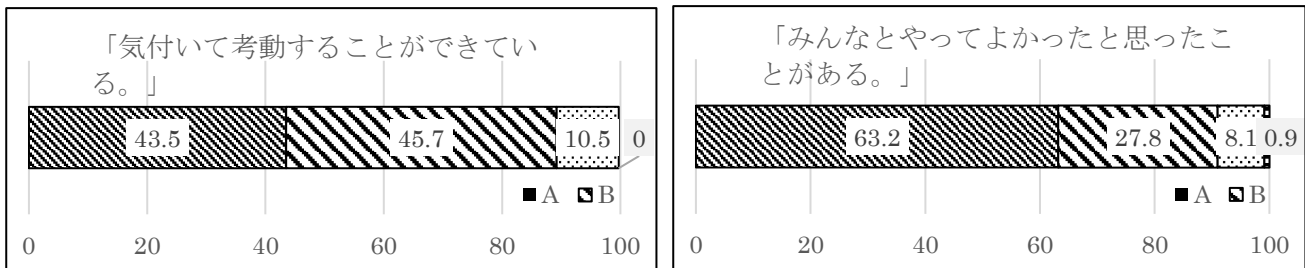 「気付いて考動することができてい
る。」
43.5 45.7 10.5 0
■A ▧B
0 20 40 60 80 100
「みんなとやってよかったと思ったこ
とがある。」
63.2 27.8 8.1 0.9
■A ▧B
0 20 40 60 80 100